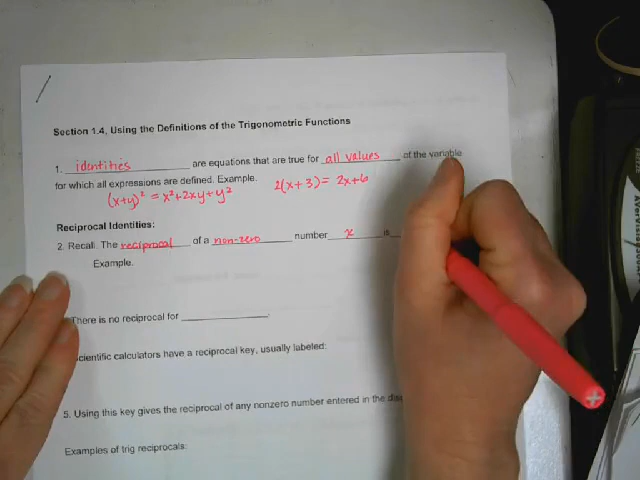 Section 1.4, Using the Definitions of the Trigonometric Functions
1. identities are equations that are true for all values of the variable
for which all expressions are defined. Example. (x+y)² = x²+2xy+y² 2(x+3) = 2x+6
Reciprocal Identities:
2. Recall. The reciprocal of a non-zero number x is
Example.
There is no reciprocal for
cientific calculators have a reciprocal key, usually labeled:
5. Using this key gives the reciprocal of any nonzero number entered in the
Examples of trig reciprocals: